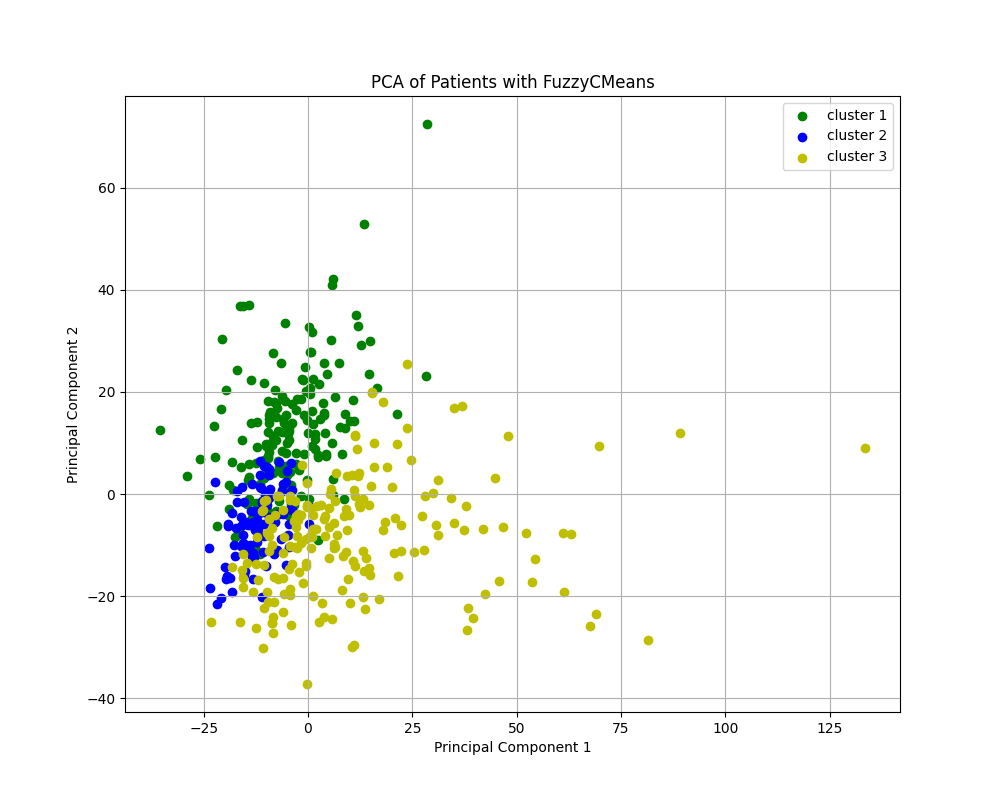 PCA of Patients with FuzzyCMeans
cluster 1
cluster 2
cluster 3
60
40
20
0
−20
−40
Principal Component 2
−25
0
25
50
75
100
125
Principal Component 1